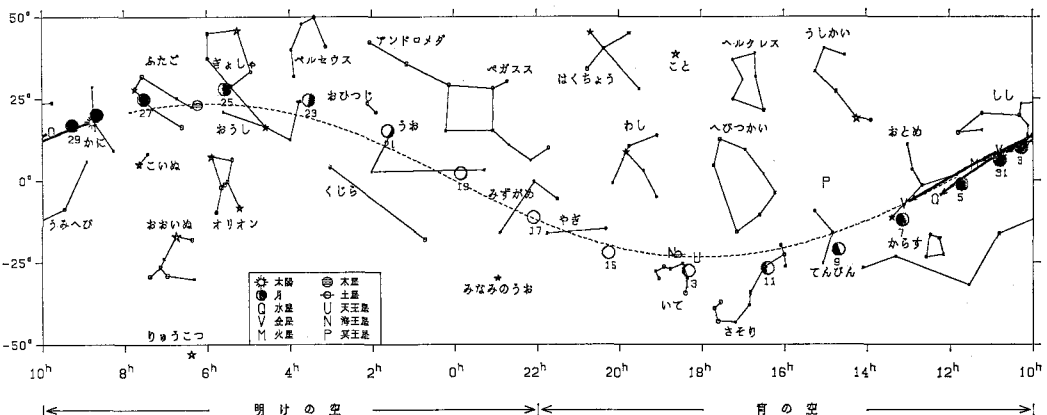 50°
25°
0°
-25°
-50°
アンドロメダ
ペルセウス
ぎょしゃ
ふたご
ペガスス
はくちょう
こと
ヘルクレス
うしかい
おひつじ
しし
27
25
23
おうし
うお
21
わし
へびつかい
おとめ
29
かに
こいぬ
くじら
19
みずがめ
P
V
31
3
M
Q
5
うみへび
おおいぬ
オリオン
17
やぎ
V
7
からす
15
No
U
13
11
9
てんびん
みなみのうお
いて
さそり
りゅうこつ
太陽 木星
月 土星
Q 水星 U 天王星
V 金星 N 海王星
M 火星 P 冥王星
10h 8h 6h 4h 2h 0h 22h 20h 18h 16h 14h 12h 10h
明けの空 宵の空